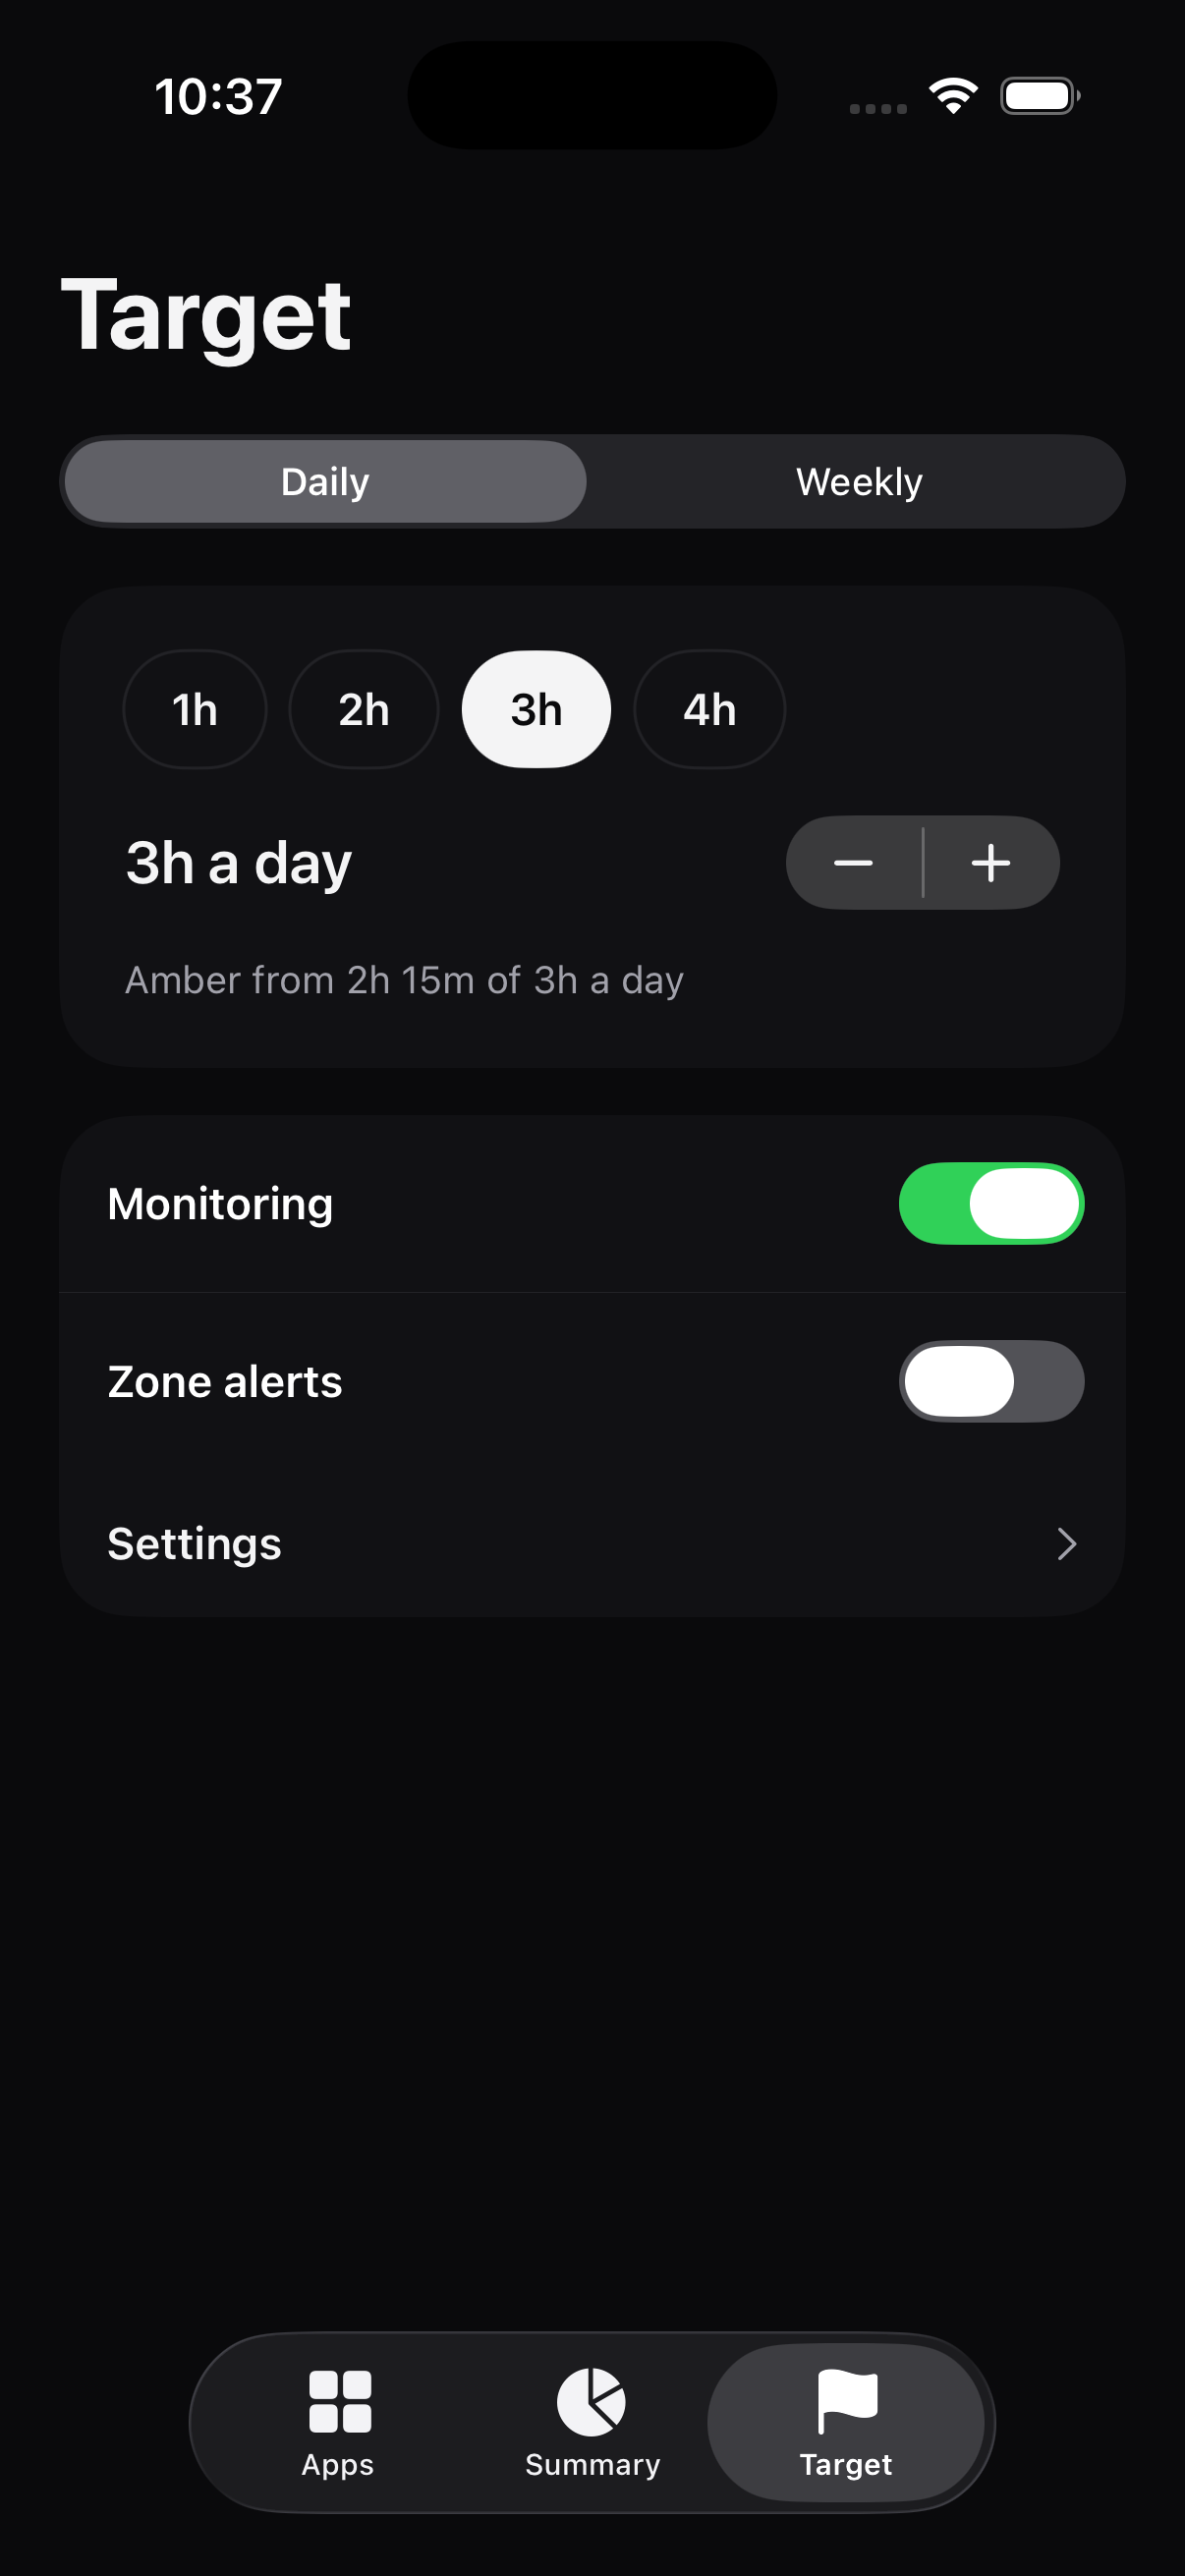 10:37
Target
Daily
Weekly
1h
2h
3h
4h
3h a day
Amber from 2h 15m of 3h a day
Monitoring
Zone alerts
Settings
Apps
Summary
Target